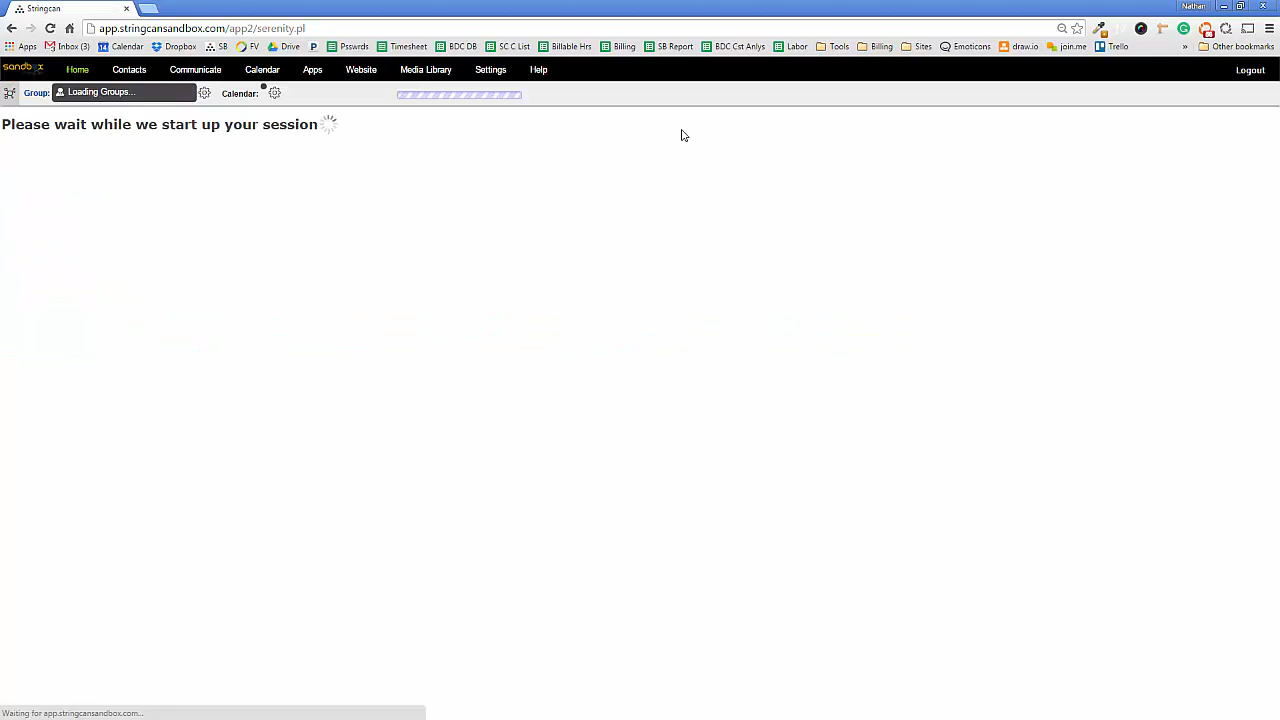 Stringcan
Nathan
app.stringcansandbox.com/app2/serenity.pl
Apps Inbox (3) Calendar Dropbox SB FV Drive Psswrds Timesheet BDC DB SC C List Billable Hrs Billing SB Report BDC Cst Anlys Labor Tools Billing Sites Emoticons draw.io join.me Trello » Other bookmarks
sandbox Home Contacts Communicate Calendar Apps Website Media Library Settings Help Logout
Group: Loading Groups... Calendar:
Please wait while we start up your session
Waiting for app.stringcansandbox.com...